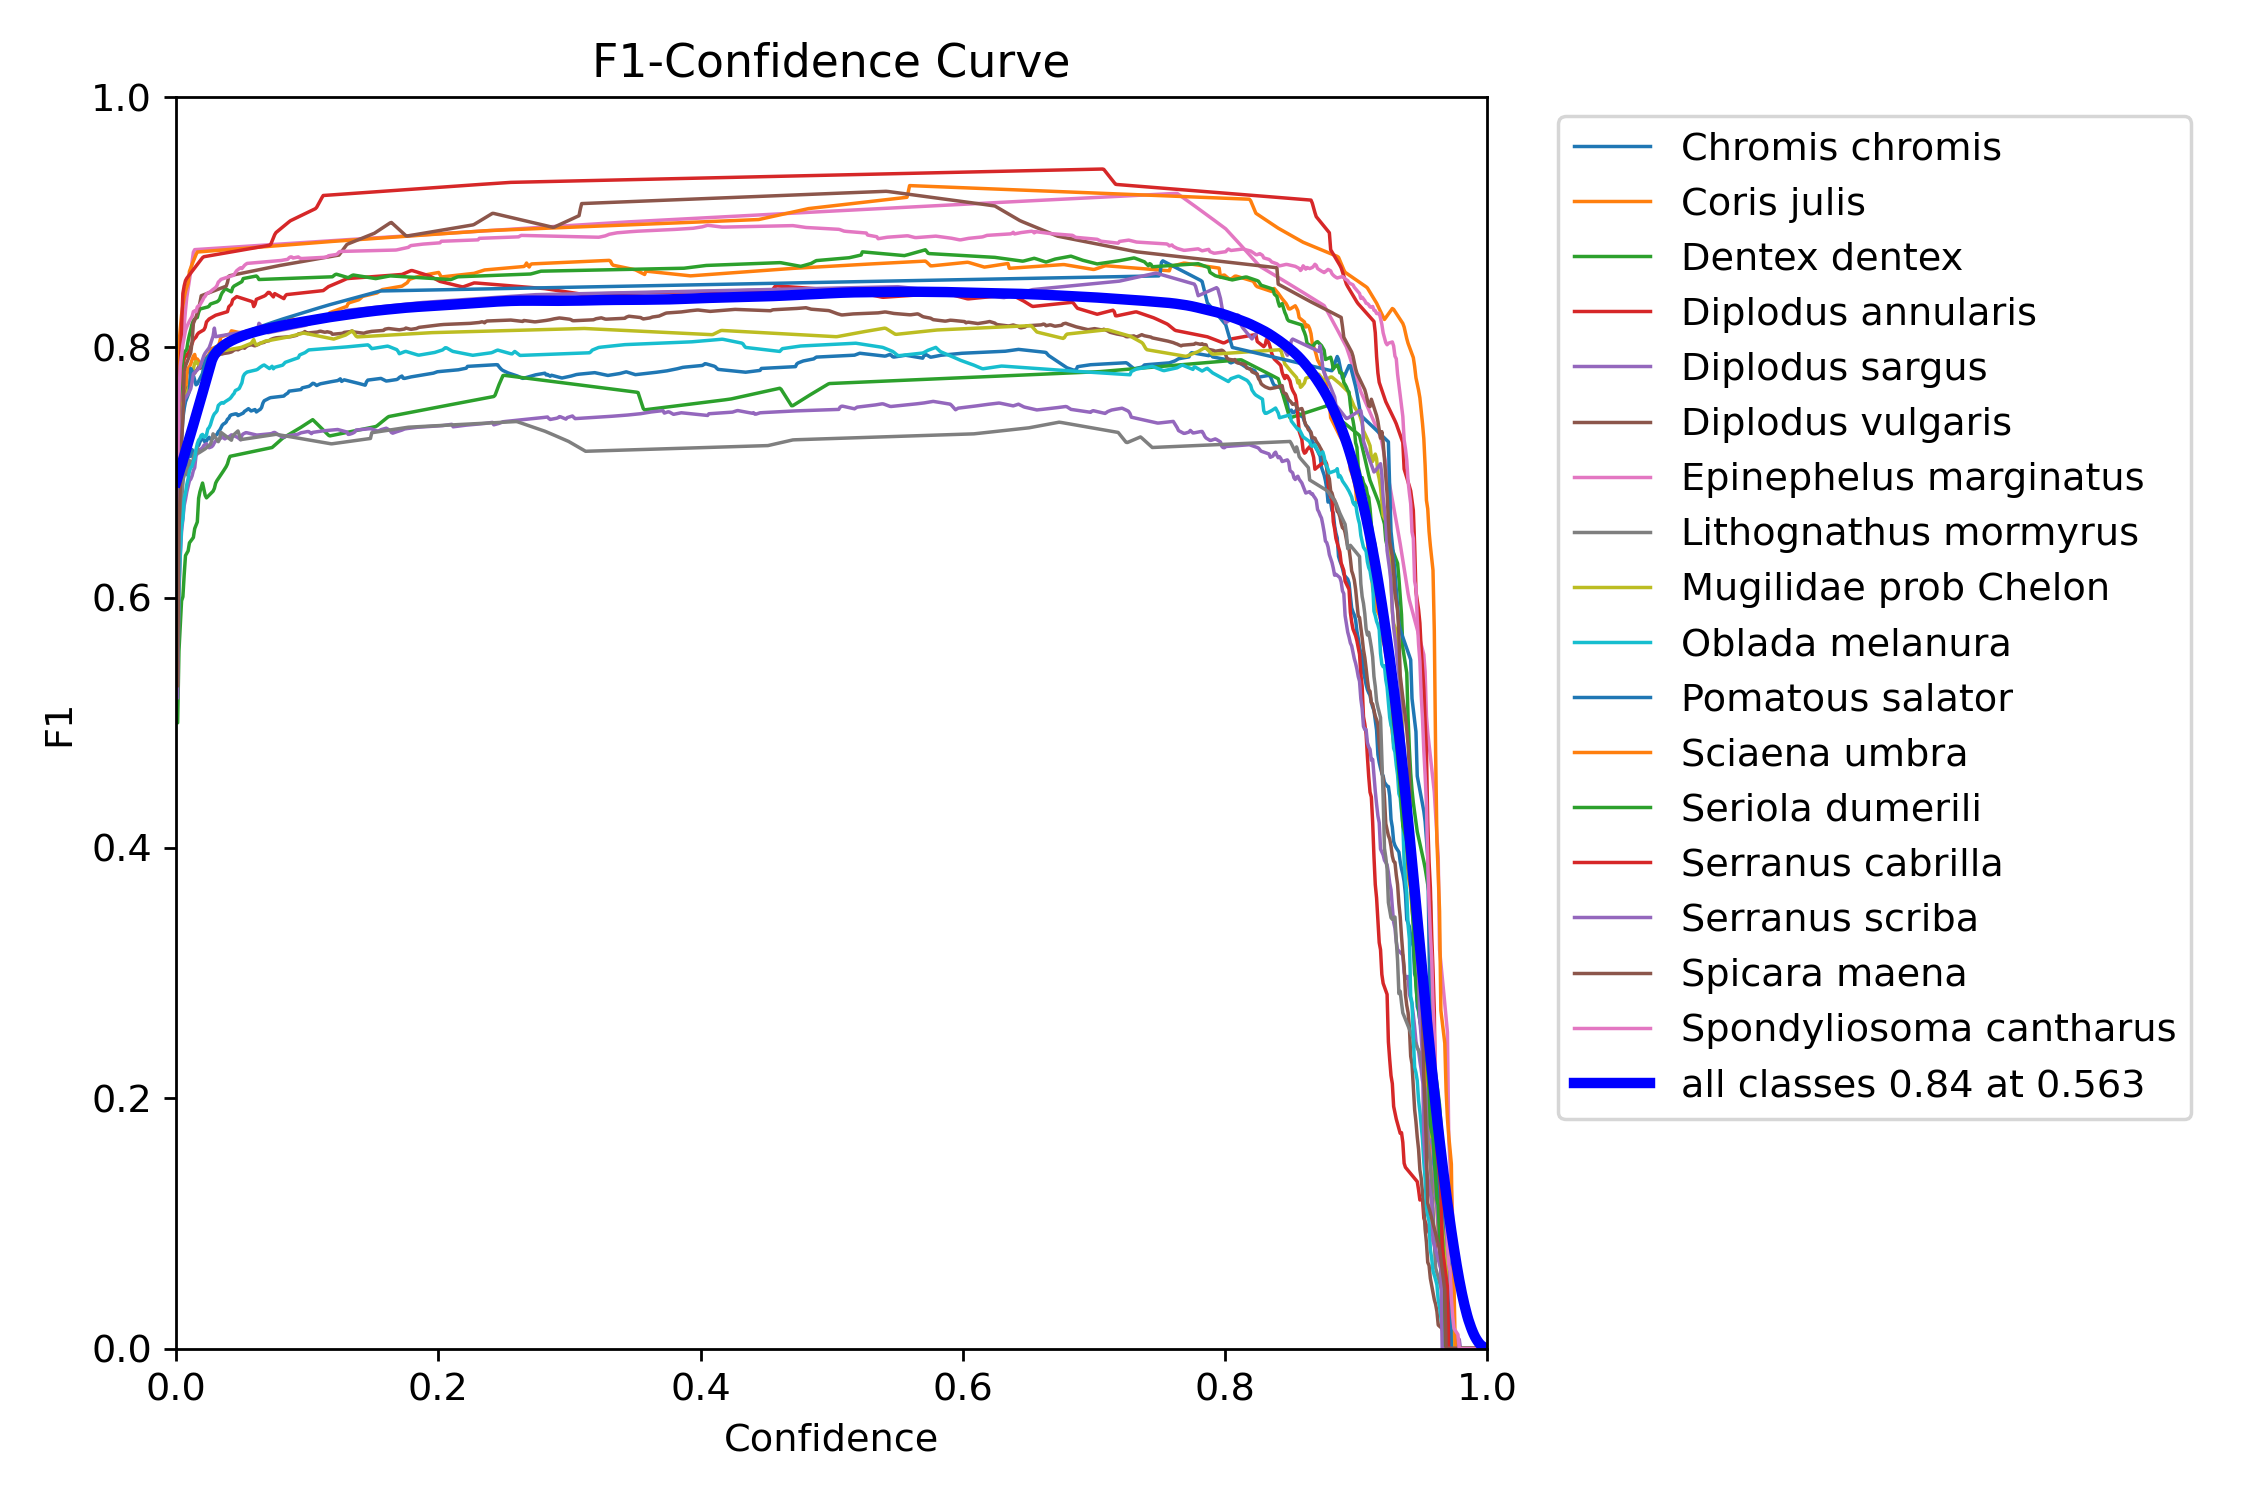 F1-Confidence Curve
1.0
0.8
0.6
0.4
0.2
0.0
F1
0.0 0.2 0.4 0.6 0.8 1.0
Confidence
Chromis chromis
Coris julis
Dentex dentex
Diplodus annularis
Diplodus sargus
Diplodus vulgaris
Epinephelus marginatus
Lithognathus mormyrus
Mugilidae prob Chelon
Oblada melanura
Pomatous salator
Sciaena umbra
Seriola dumerili
Serranus cabrilla
Serranus scriba
Spicara maena
Spondyliosoma cantharus
all classes 0.84 at 0.563